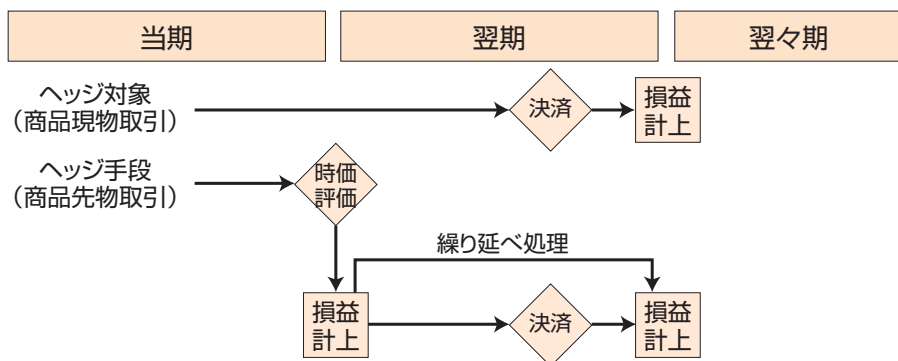 当期
翌期
翌々期
ヘッジ対象
（商品現物取引）
決済
損益
計上
ヘッジ手段
（商品先物取引）
時価
評価
繰り延べ処理
損益
計上
決済
損益
計上